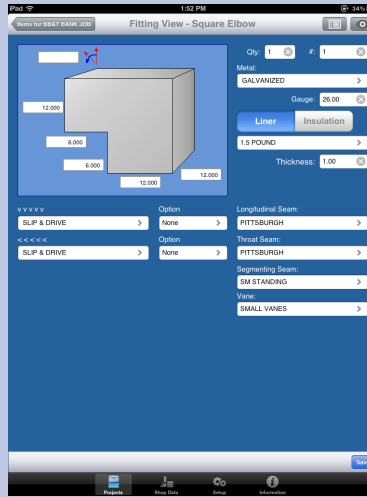 Pad 1:52 PM 34%
Items for BB&T BANK JOB Fitting View - Square Elbow
Qty: 1 #: 1
Metal:
GALVANIZED
Gauge: 26.00
Liner Insulation
1.5 POUND
Thickness: 1.00
12.000
6.000
6.000
12.000
12.000
v v v v v Option
SLIP & DRIVE None
< < < < < Option
SLIP & DRIVE None
Longitudinal Seam:
PITTSBURGH
Throat Seam:
PITTSBURGH
Segmenting Seam:
SM STANDING
Vane:
SMALL VANES
Sav
Projects Shop Data Setup Information